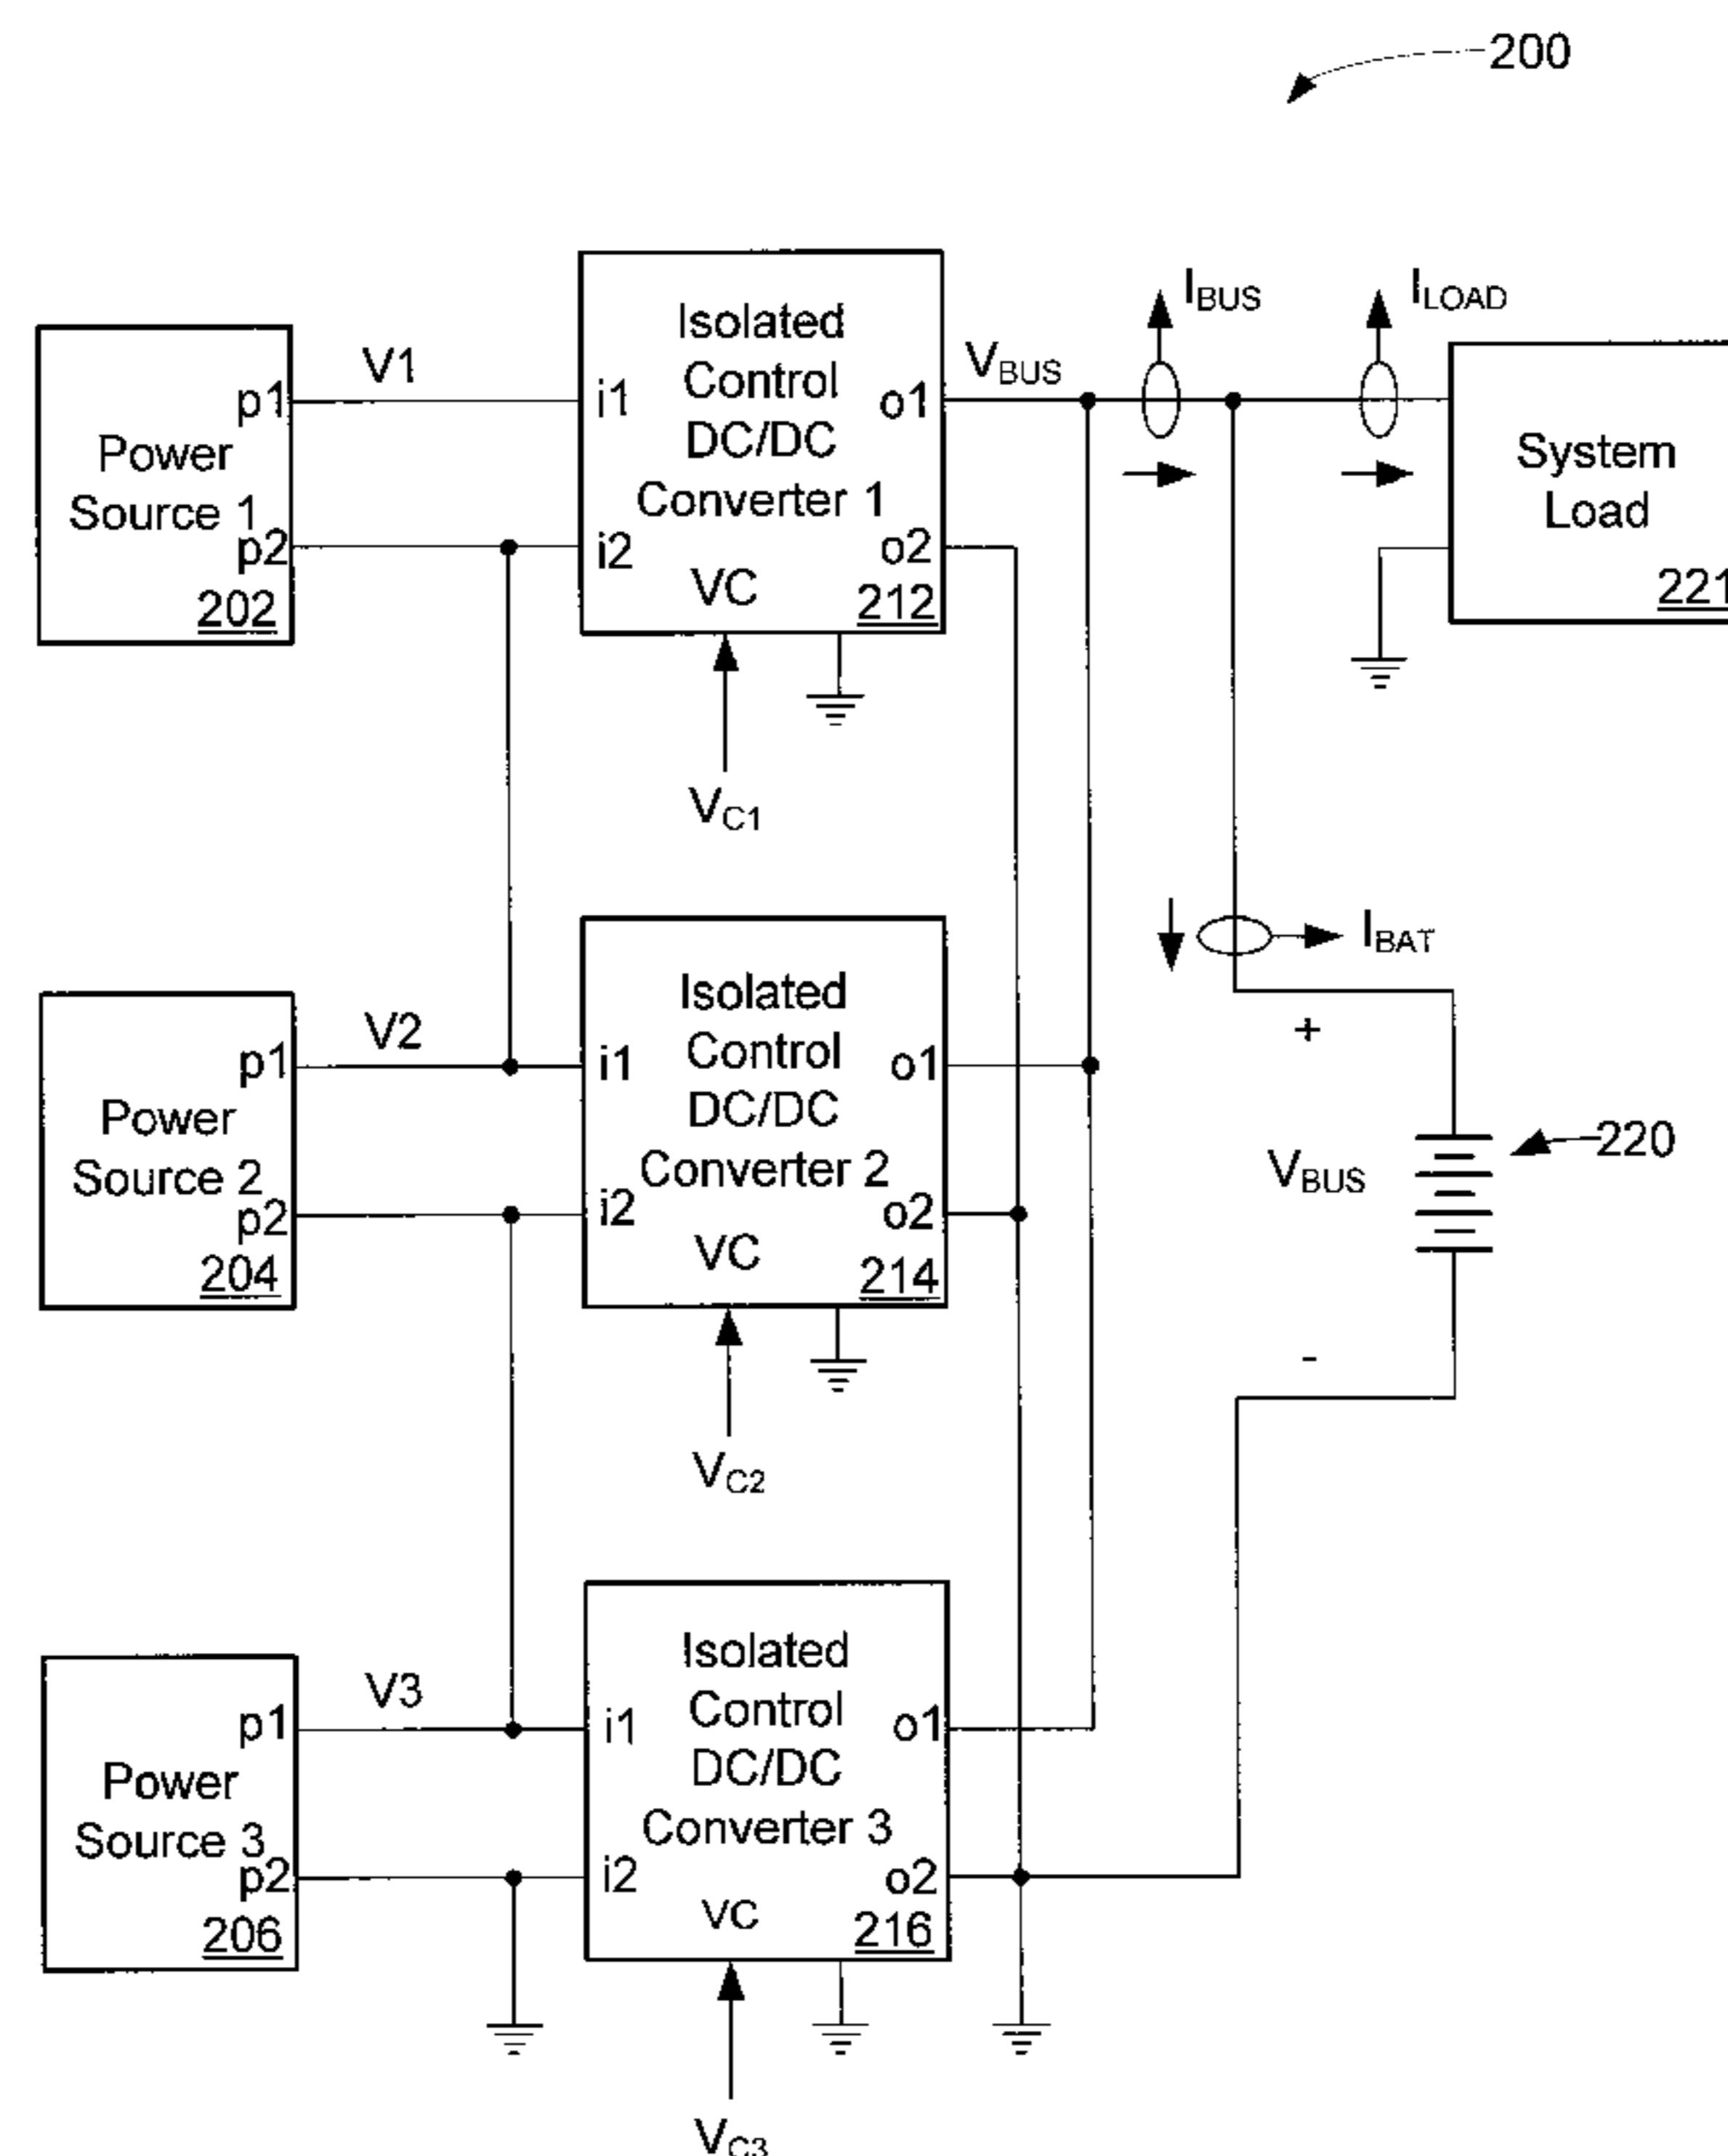 200
Power
Source 1
p1
p2
202
V1
Isolated
Control
DC/DC
Converter 1
i1
i2
o1
o2
VC
212
VC1
VBUS
IBUS
ILOAD
System
Load
221
Power
Source 2
p1
p2
204
V2
Isolated
Control
DC/DC
Converter 2
i1
i2
o1
o2
VC
214
VC2
IBAT
+
VBUS
-
220
Power
Source 3
p1
p2
206
V3
Isolated
Control
DC/DC
Converter 3
i1
i2
o1
o2
VC
216
VC3